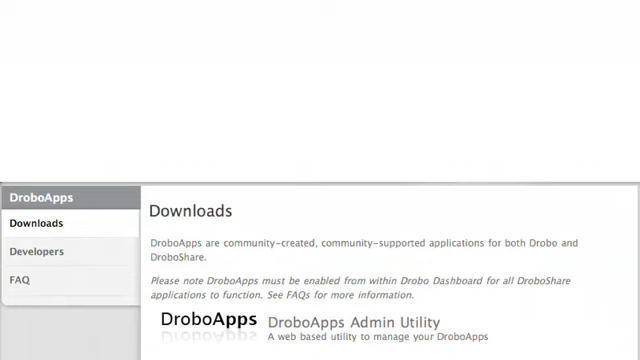 DroboApps
Downloads
Developers
FAQ
Downloads
DroboApps are community-created, community-supported applications for both Drobo and
DroboShare.
Please note DroboApps must be enabled from within Drobo Dashboard for all DroboShare
applications to function. See FAQs for more information.
DroboApps
DroboApps Admin Utility
A web based utility to manage your DroboApps